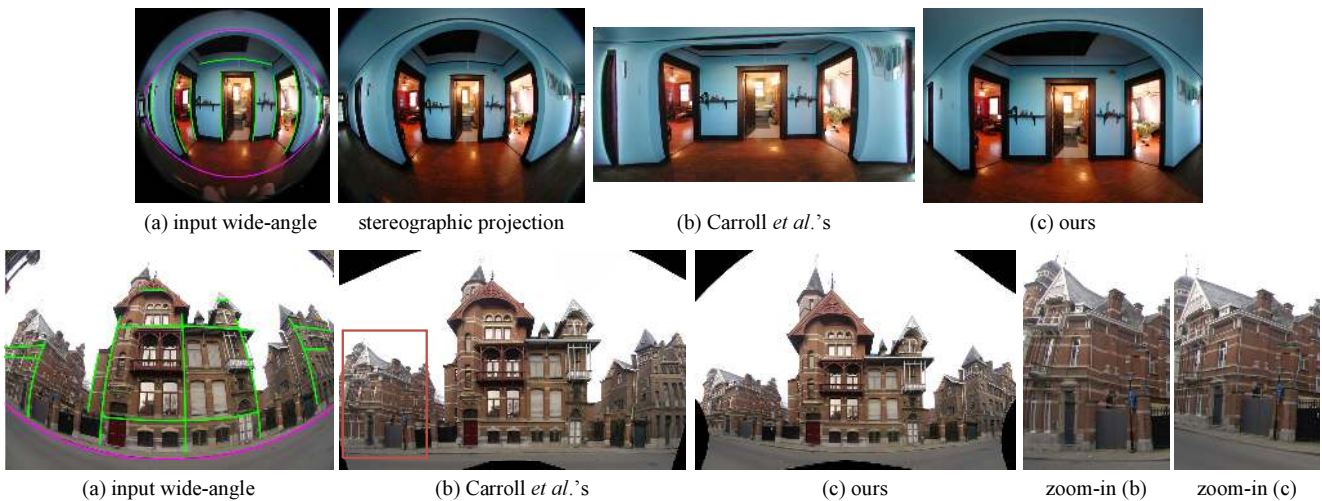 (a) input wide-angle
stereographic projection
(b) Carroll et al.'s
(c) ours
(a) input wide-angle
(b) Carroll et al.'s
(c) ours
zoom-in (b)
zoom-in (c)